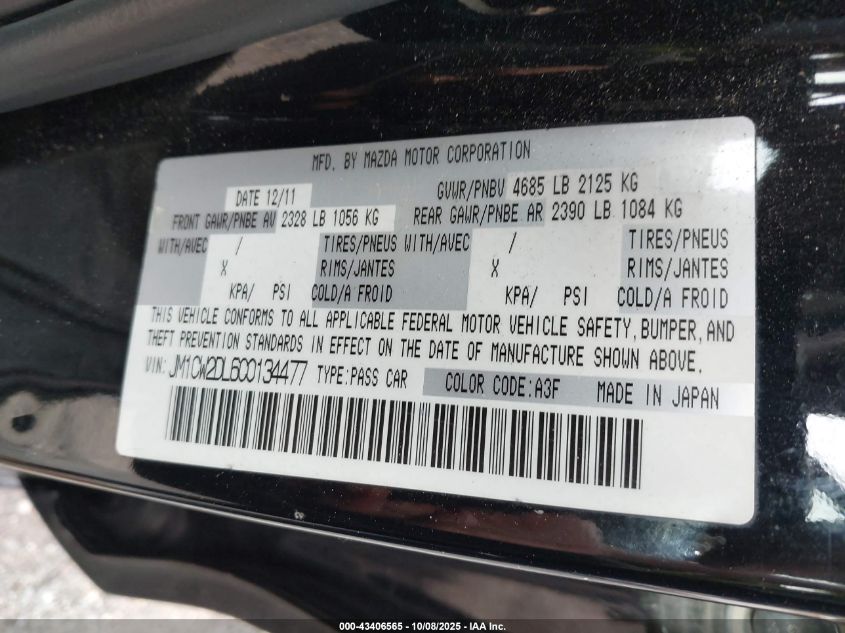 MFD. BY MAZDA MOTOR CORPORATION
DATE 12/11 GVWR/PNBV 4685 LB 2125 KG
FRONT GAWR/PNBE AV 2328 LB 1056 KG REAR GAWR/PNBE AR 2390 LB 1084 KG
WITH/AVEC / TIRES/PNEUS WITH/AVEC / TIRES/PNEUS
X RIMS/JANTES X RIMS/JANTES
KPA/ PSI COLD/A FROID KPA/ PSI COLD/A FROID
THIS VEHICLE CONFORMS TO ALL APPLICABLE FEDERAL MOTOR VEHICLE SAFETY, BUMPER, AND
THEFT PREVENTION STANDARDS IN EFFECT ON THE DATE OF MANUFACTURE SHOWN ABOVE.
VIN: JM1CW2DL6C0134477 TYPE:PASS CAR COLOR CODE:A3F MADE IN JAPAN
000-43406565 - 10/08/2025 - IAA Inc.